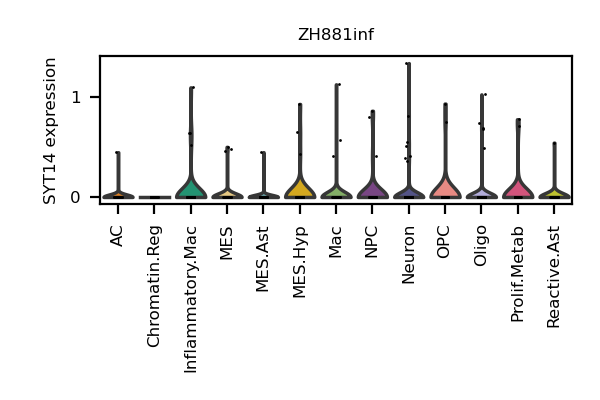 ZH881inf
SYT14 expression
1
0
AC
Chromatin.Reg
Inflammatory.Mac
MES
MES.Ast
MES.Hyp
Mac
NPC
Neuron
OPC
Oligo
Prolif.Metab
Reactive.Ast